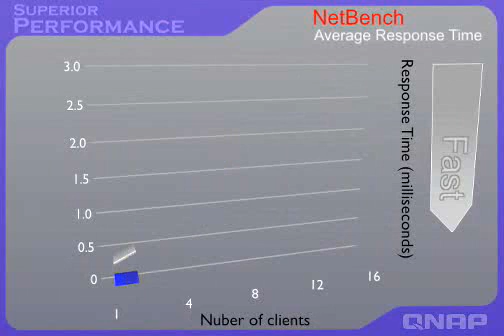 SUPERIOR
PERFORMANCE
NetBench
Average Response Time
3.0
2.5
2.0
1.5
1.0
0.5
0
Response Time (milliseconds)
Fast
1
4
8
12
16
Nuber of clients
QNAP